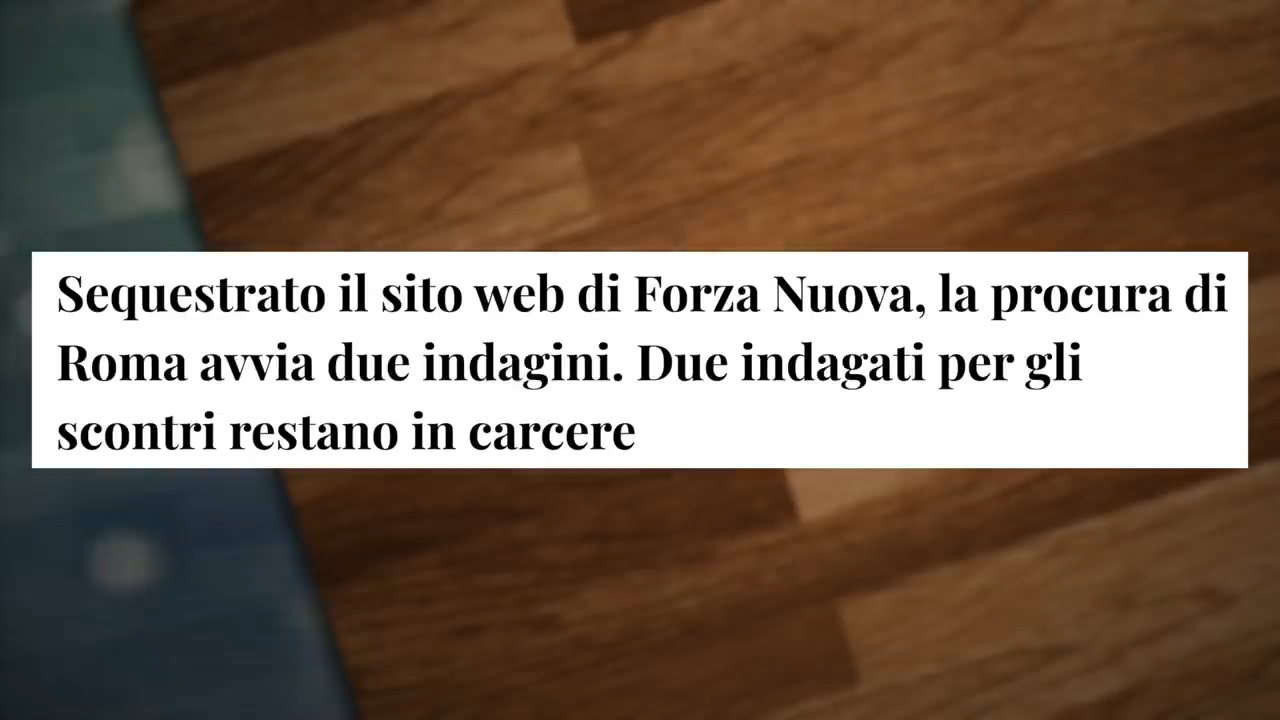 Sequestrato il sito web di Forza Nuova, la procura di
Roma avvia due indagini. Due indagati per gli
scontri restano in carcere